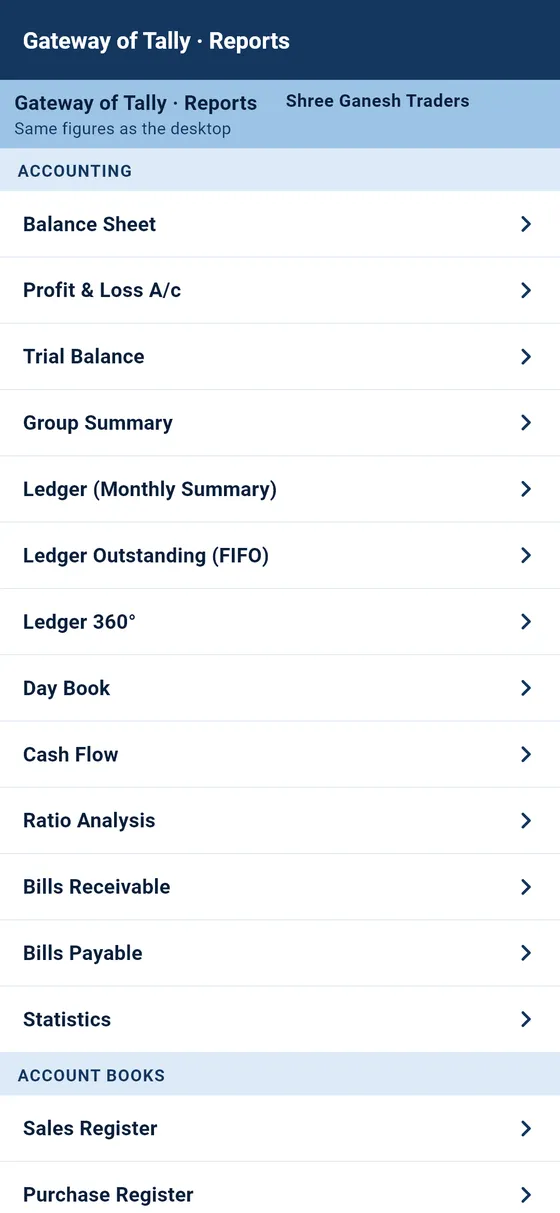 Gateway of Tally · Reports
Gateway of Tally · Reports
Shree Ganesh Traders
Same figures as the desktop
ACCOUNTING
Balance Sheet
Profit & Loss A/c
Trial Balance
Group Summary
Ledger (Monthly Summary)
Ledger Outstanding (FIFO)
Ledger 360°
Day Book
Cash Flow
Ratio Analysis
Bills Receivable
Bills Payable
Statistics
ACCOUNT BOOKS
Sales Register
Purchase Register